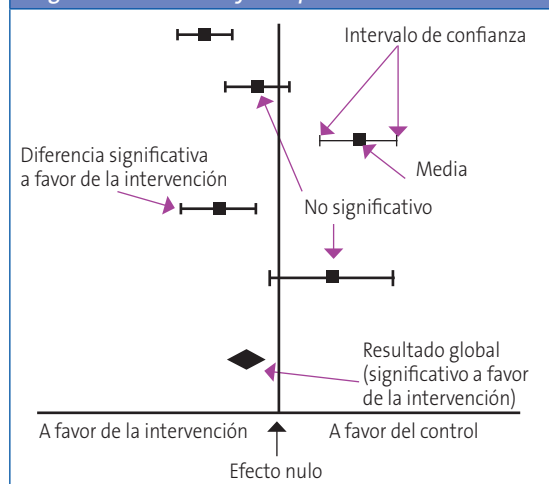 Intervalo de confianza
Diferencia significativa
a favor de la intervención
Media
No significativo
Resultado global
(significativo a favor
de la intervención)
A favor de la intervención
A favor del control
Efecto nulo